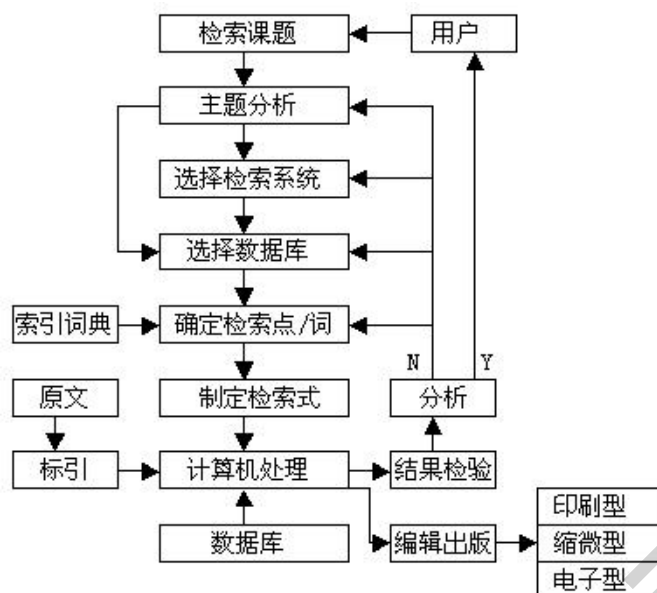 检索课题
用户
主题分析
选择检索系统
选择数据库
索引词典
确定检索点/词
N
Y
原文
制定检索式
分析
标引
计算机处理
结果检验
数据库
编辑出版
印刷型
缩微型
电子型